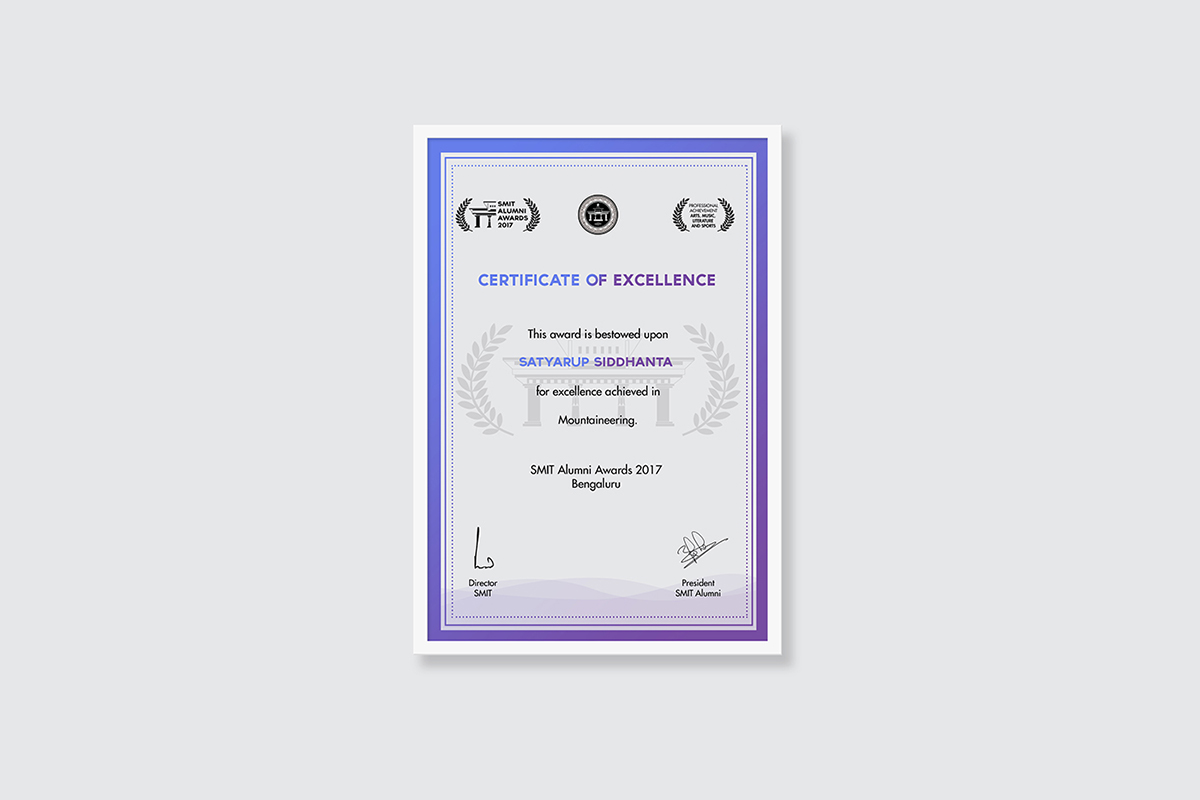 SMIT
ALUMNI
AWARDS
2017
PROFESSIONAL
ACHIEVEMENT
ARTS, MUSIC,
LITERATURE
AND SPORTS
CERTIFICATE OF EXCELLENCE
This award is bestowed upon
SATYARUP SIDDHANTA
for excellence achieved in
Mountaineering.
SMIT Alumni Awards 2017
Bengaluru
Director
SMIT
President
SMIT Alumni